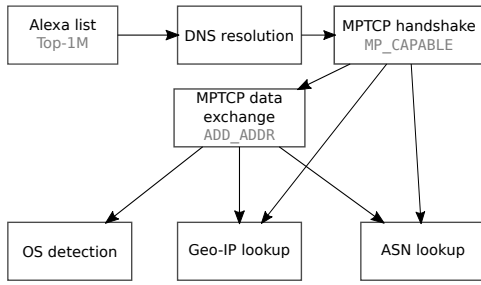 Alexa list
Top-1M
DNS resolution
MPTCP handshake
MP_CAPABLE
MPTCP data
exchange
ADD_ADDR
OS detection
Geo-IP lookup
ASN lookup